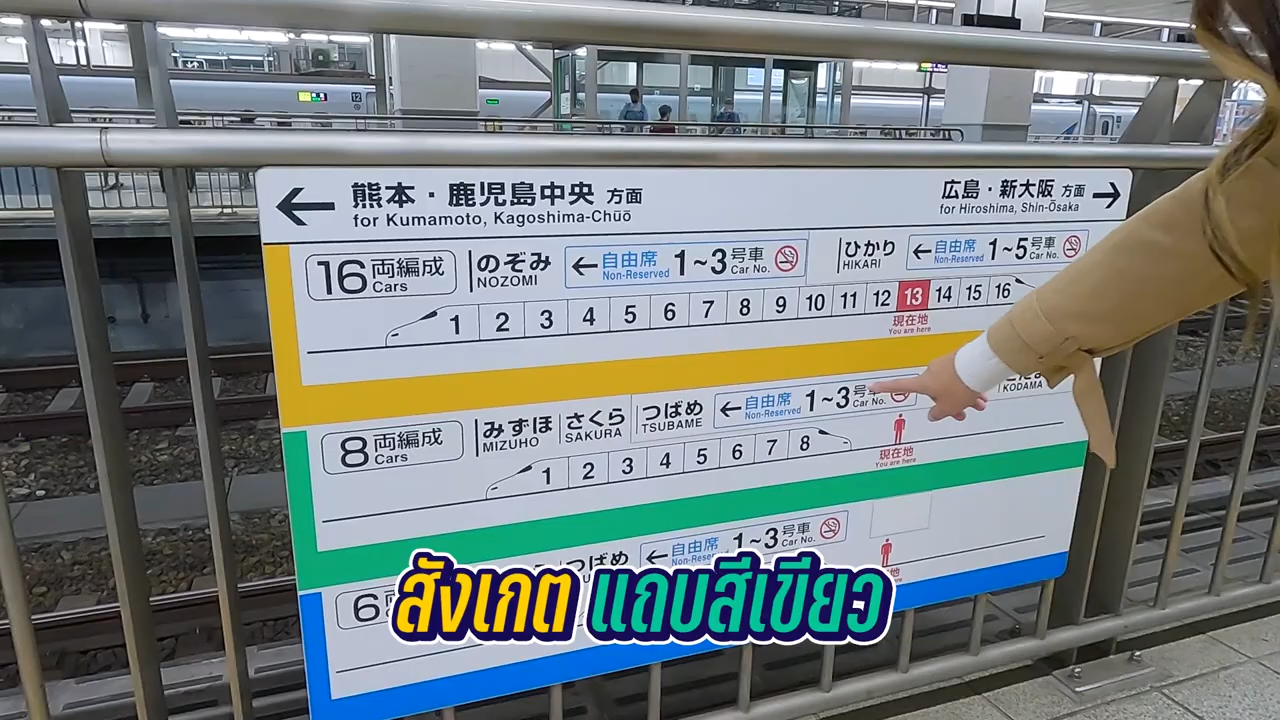 ← 熊本・鹿児島中央 方面
for Kumamoto, Kagoshima-Chūō
広島・新大阪 方面 →
for Hiroshima, Shin-Ōsaka
16両編成
Cars
のぞみ
NOZOMI
← 自由席 1~3号車
Non-Reserved Car No.
ひかり
HIKARI
← 自由席 1~5号車
Non-Reserved Car No.
1 2 3 4 5 6 7 8 9 10 11 12 13 14 15 16
現在地
You are here
8両編成
Cars
みずほ
MIZUHO
さくら
SAKURA
つばめ
TSUBAME
← 自由席 1~3号車
Non-Reserved Car No.
KODAMA
1 2 3 4 5 6 7 8
現在地
You are here
6
つばめ
← 自由席 1~3号車
Car No.
สังเกต แถบสีเขียว
12